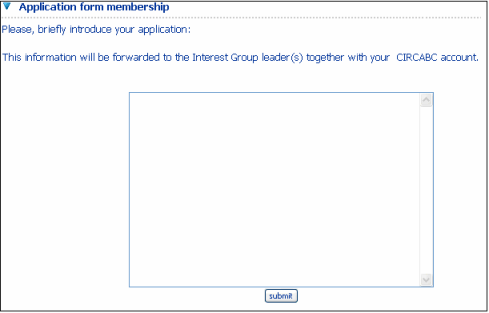 Application form membership
Please, briefly introduce your application:
This information will be forwarded to the Interest Group leader(s) together with your CIRCABC account.
submit